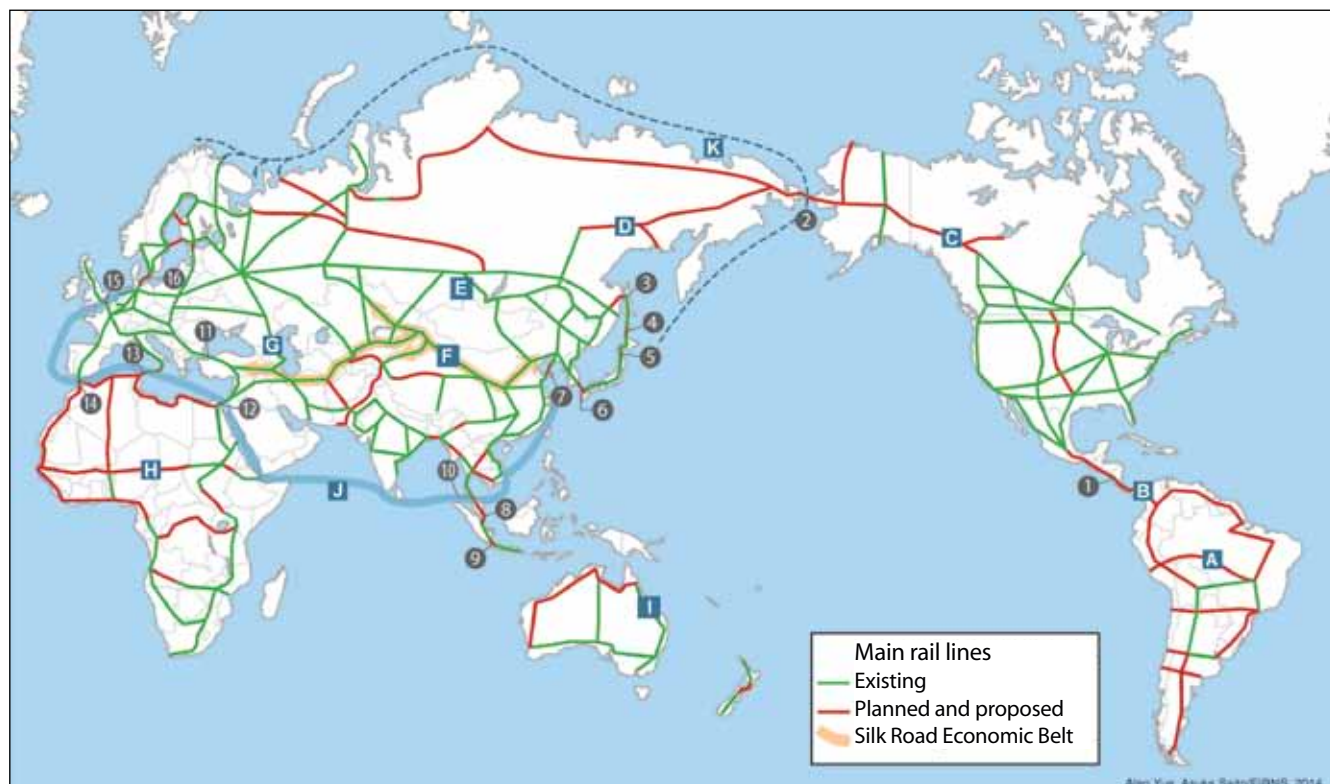 K
2
D
C
15
16
3
E
4
11
G
5
13
F
7
14
12
6
H
10
1
B
J
8
9
A
I
Main rail lines
Existing
Planned and proposed
Silk Road Economic Belt